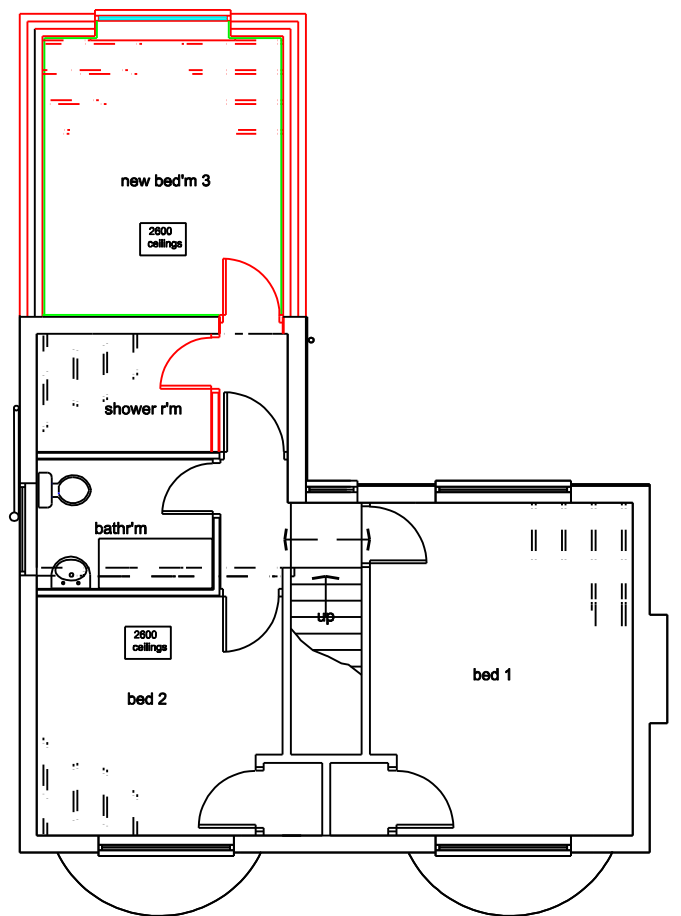 new bed'm 3
2600
ceilings
shower r'm
bathr'm
up
2600
ceilings
bed 1
bed 2